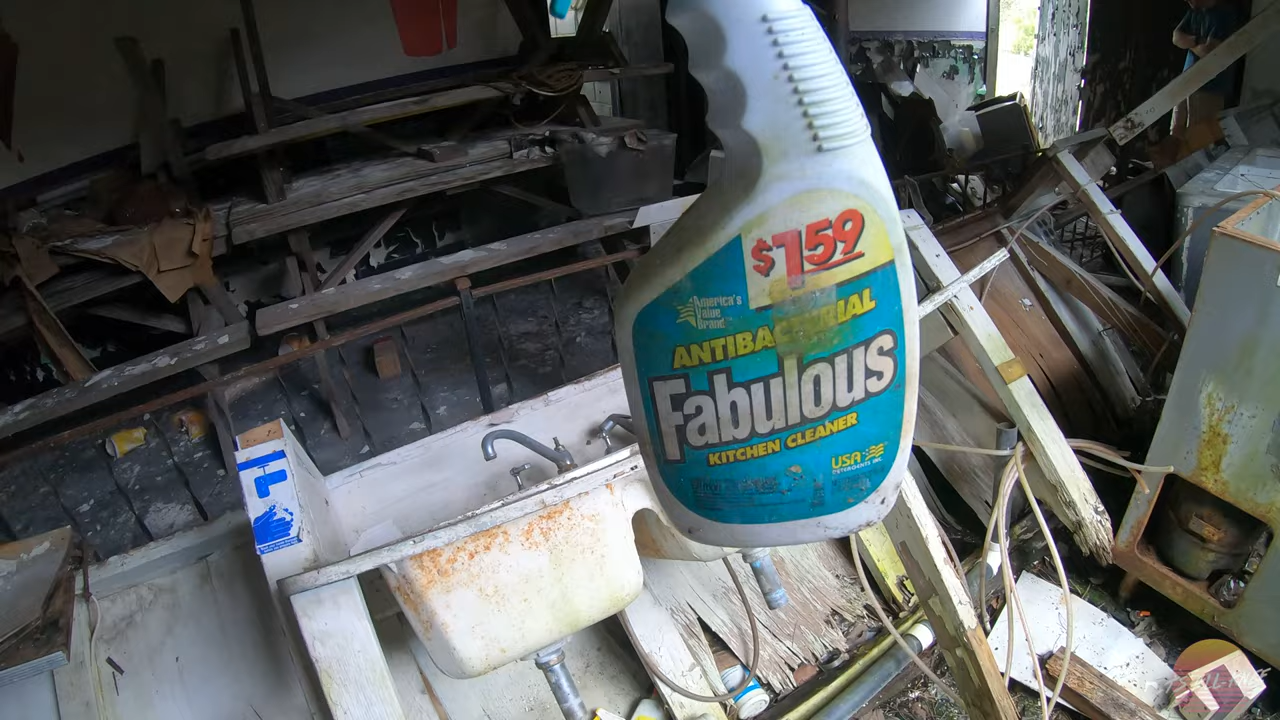 $1.59
America's
Value
Brand
ANTIBACTERIAL
Fabulous
KITCHEN CLEANER
USA
DETERGENTS INC.